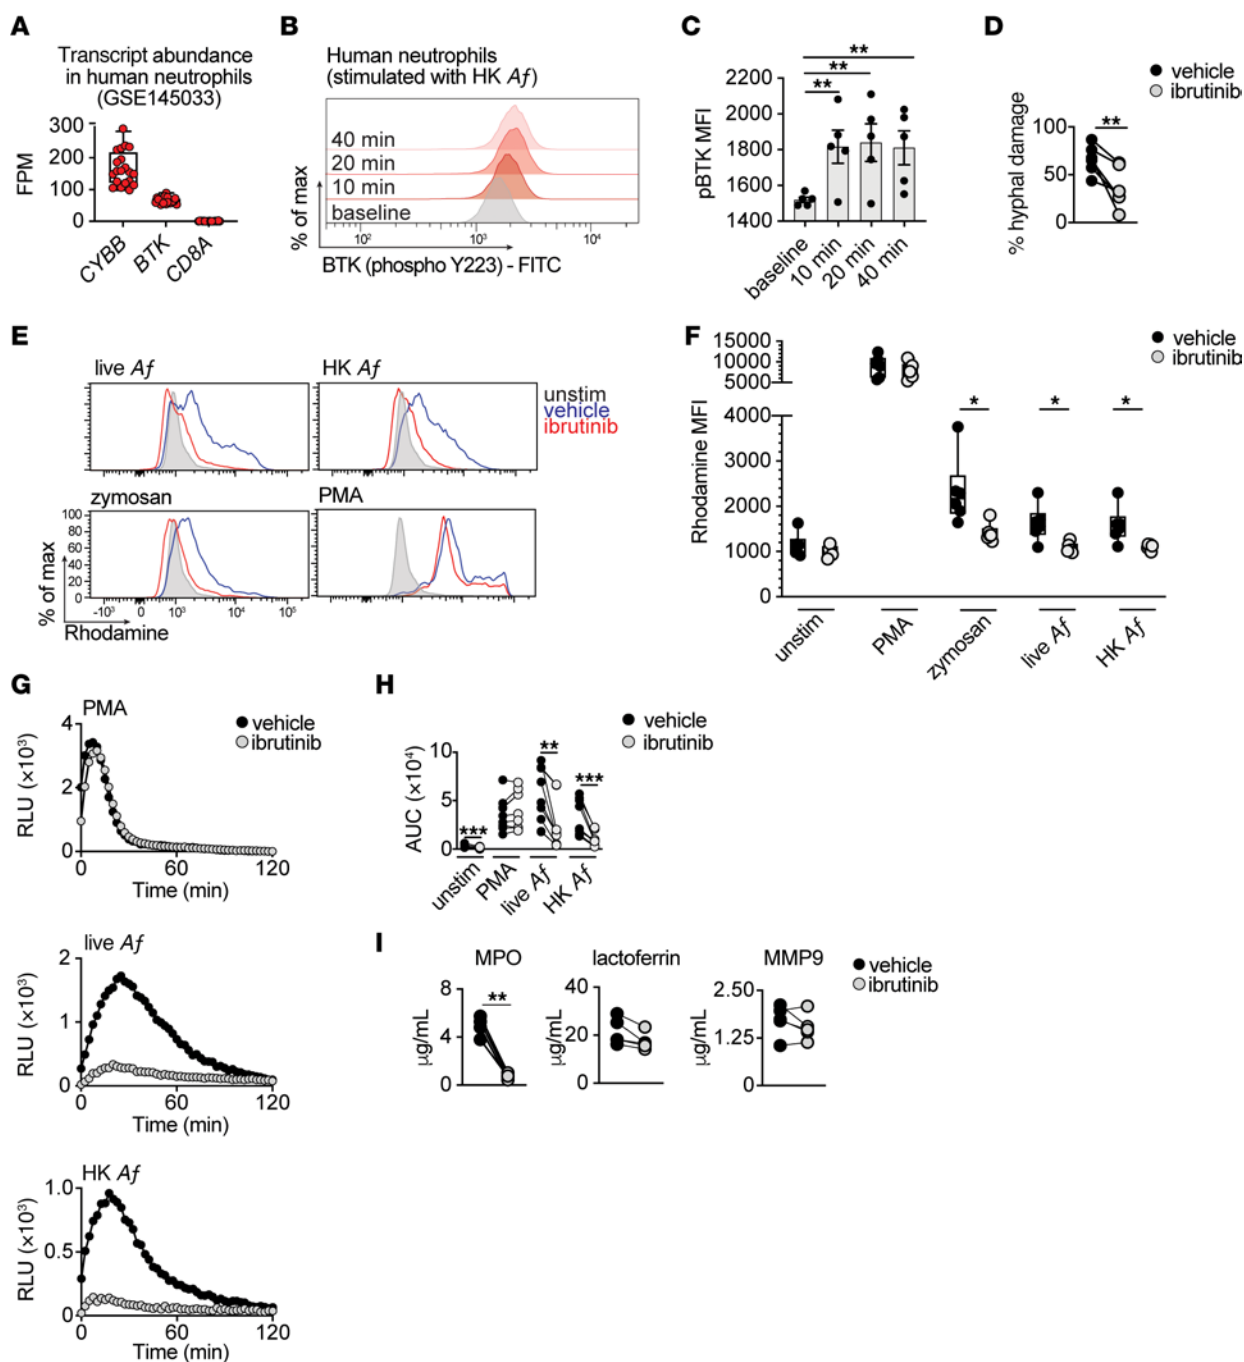 A
Transcript abundance
in human neutrophils
(GSE145033)
FPM
300
200
100
0
CYBB
BTK
CD8A
B
Human neutrophils
(stimulated with HK Af)
% of max
40 min
20 min
10 min
baseline
10²
10³
10⁴
BTK (phospho Y223) - FITC
C
pBTK MFI
2200
2000
1800
1600
1400
**
**
**
baseline
10 min
20 min
40 min
D
vehicle
ibrutinib
% hyphal damage
100
50
0
**
E
live Af
HK Af
unstim
vehicle
ibrutinib
zymosan
PMA
% of max
100
80
60
40
20
0
-10³
0
10³
10⁴
10⁵
Rhodamine
F
vehicle
ibrutinib
Rhodamine MFI
15000
10000
5000
4000
3000
2000
1000
0
*
*
*
unstim
PMA
zymosan
live Af
HK Af
G
PMA
vehicle
ibrutinib
RLU (×10³)
4
2
0
0
60
120
Time (min)
live Af
RLU (×10³)
2
1
0
0
60
120
Time (min)
HK Af
RLU (×10³)
1.0
0.5
0
0
60
120
Time (min)
H
vehicle
ibrutinib
AUC (×10⁴)
10
5
0
***
**
***
unstim
PMA
live Af
HK Af
I
MPO
µg/mL
8
4
0
**
lactoferrin
µg/mL
40
20
0
MMP9
µg/mL
2.50
1.25
0
vehicle
ibrutinib